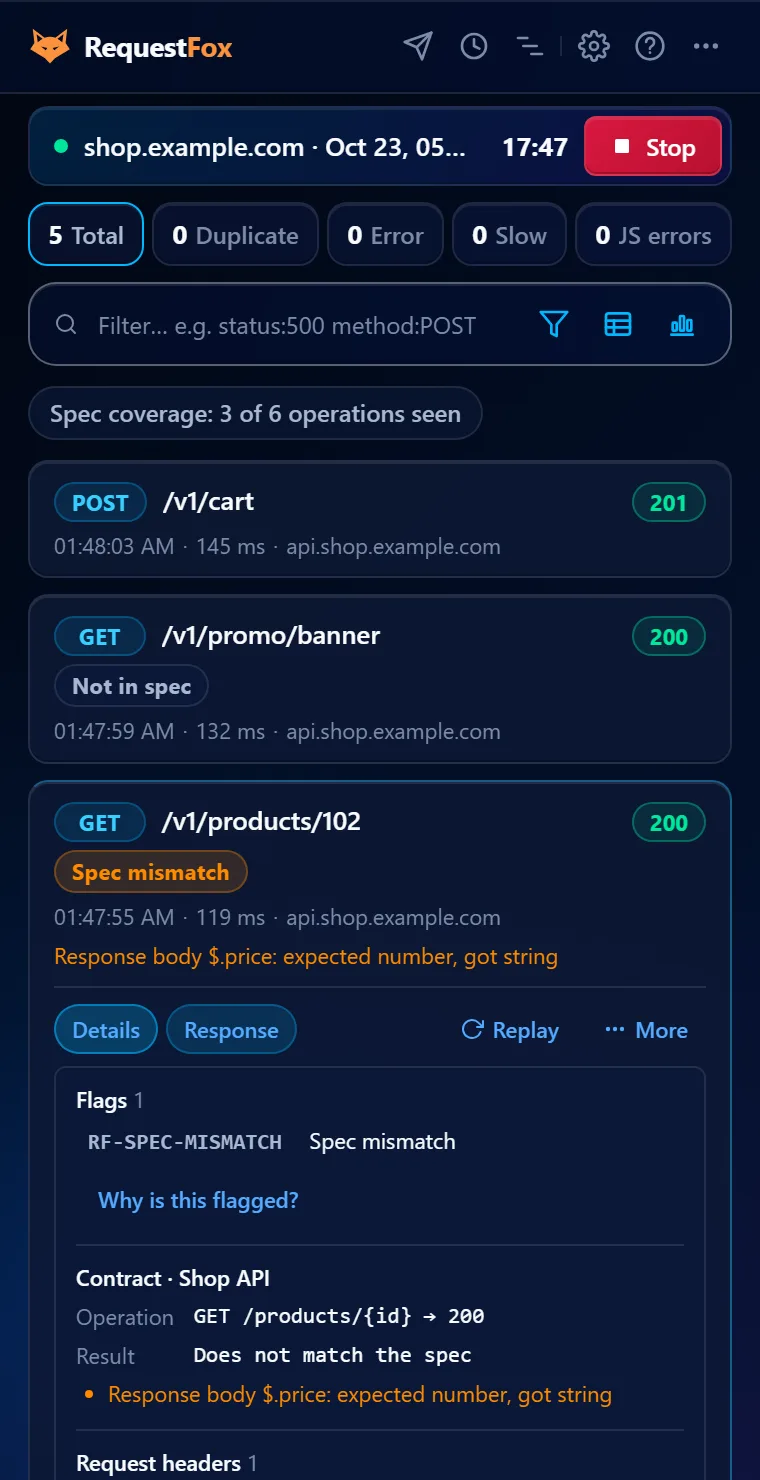 RequestFox
shop.example.com · Oct 23, 05... 17:47 Stop
5 Total 0 Duplicate 0 Error 0 Slow 0 JS errors
Filter... e.g. status:500 method:POST
Spec coverage: 3 of 6 operations seen
POST /v1/cart 201
01:48:03 AM · 145 ms · api.shop.example.com
GET /v1/promo/banner 200
Not in spec
01:47:59 AM · 132 ms · api.shop.example.com
GET /v1/products/102 200
Spec mismatch
01:47:55 AM · 119 ms · api.shop.example.com
Response body $.price: expected number, got string
Details Response Replay ··· More
Flags 1
RF-SPEC-MISMATCH Spec mismatch
Why is this flagged?
Contract · Shop API
Operation GET /products/{id} → 200
Result Does not match the spec
• Response body $.price: expected number, got string
Request headers 1